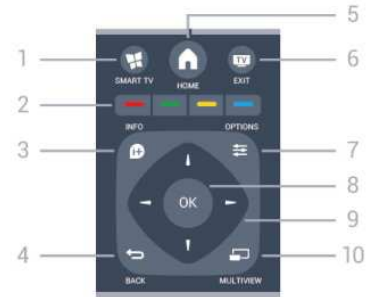 5
1
6
TV
SMART TV
HOME
EXIT
2
INFO
OPTIONS
3
i+
7
8
OK
9
4
10
BACK
MULTIVIEW